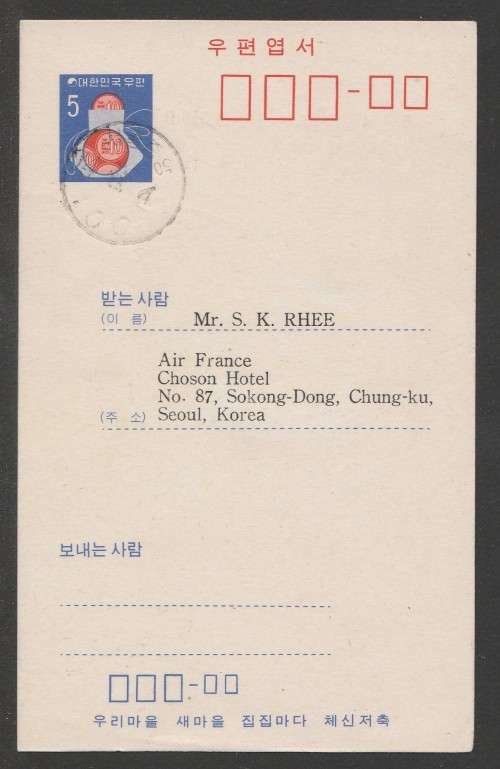 우편엽서
대한민국우편
5
받는사람
(이 름) Mr. S. K. RHEE
Air France
Choson Hotel
No. 87, Sokong-Dong, Chung-ku,
(주 소) Seoul, Korea
보내는사람
우리마을 새마을 집집마다 체신저축